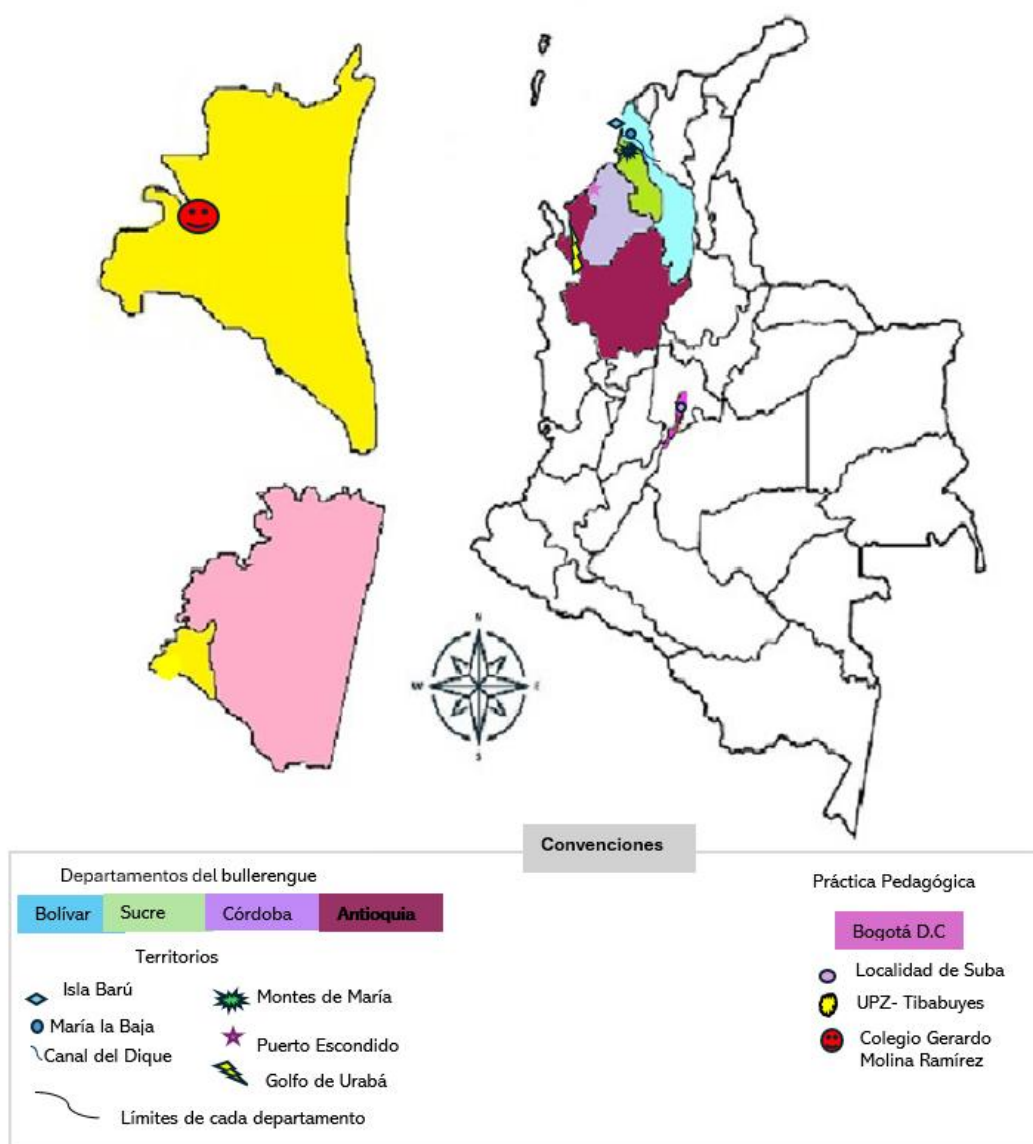 N
W
E
S
Convenciones
Departamentos del bullerengue
Bolívar
Sucre
Córdoba
Antioquia
Territorios
Isla Barú
María la Baja
Canal del Dique
Montes de María
Puerto Escondido
Golfo de Urabá
Límites de cada departamento
Práctica Pedagógica
Bogotá D.C
Localidad de Suba
UPZ- Tibabuyes
Colegio Gerardo
Molina Ramírez